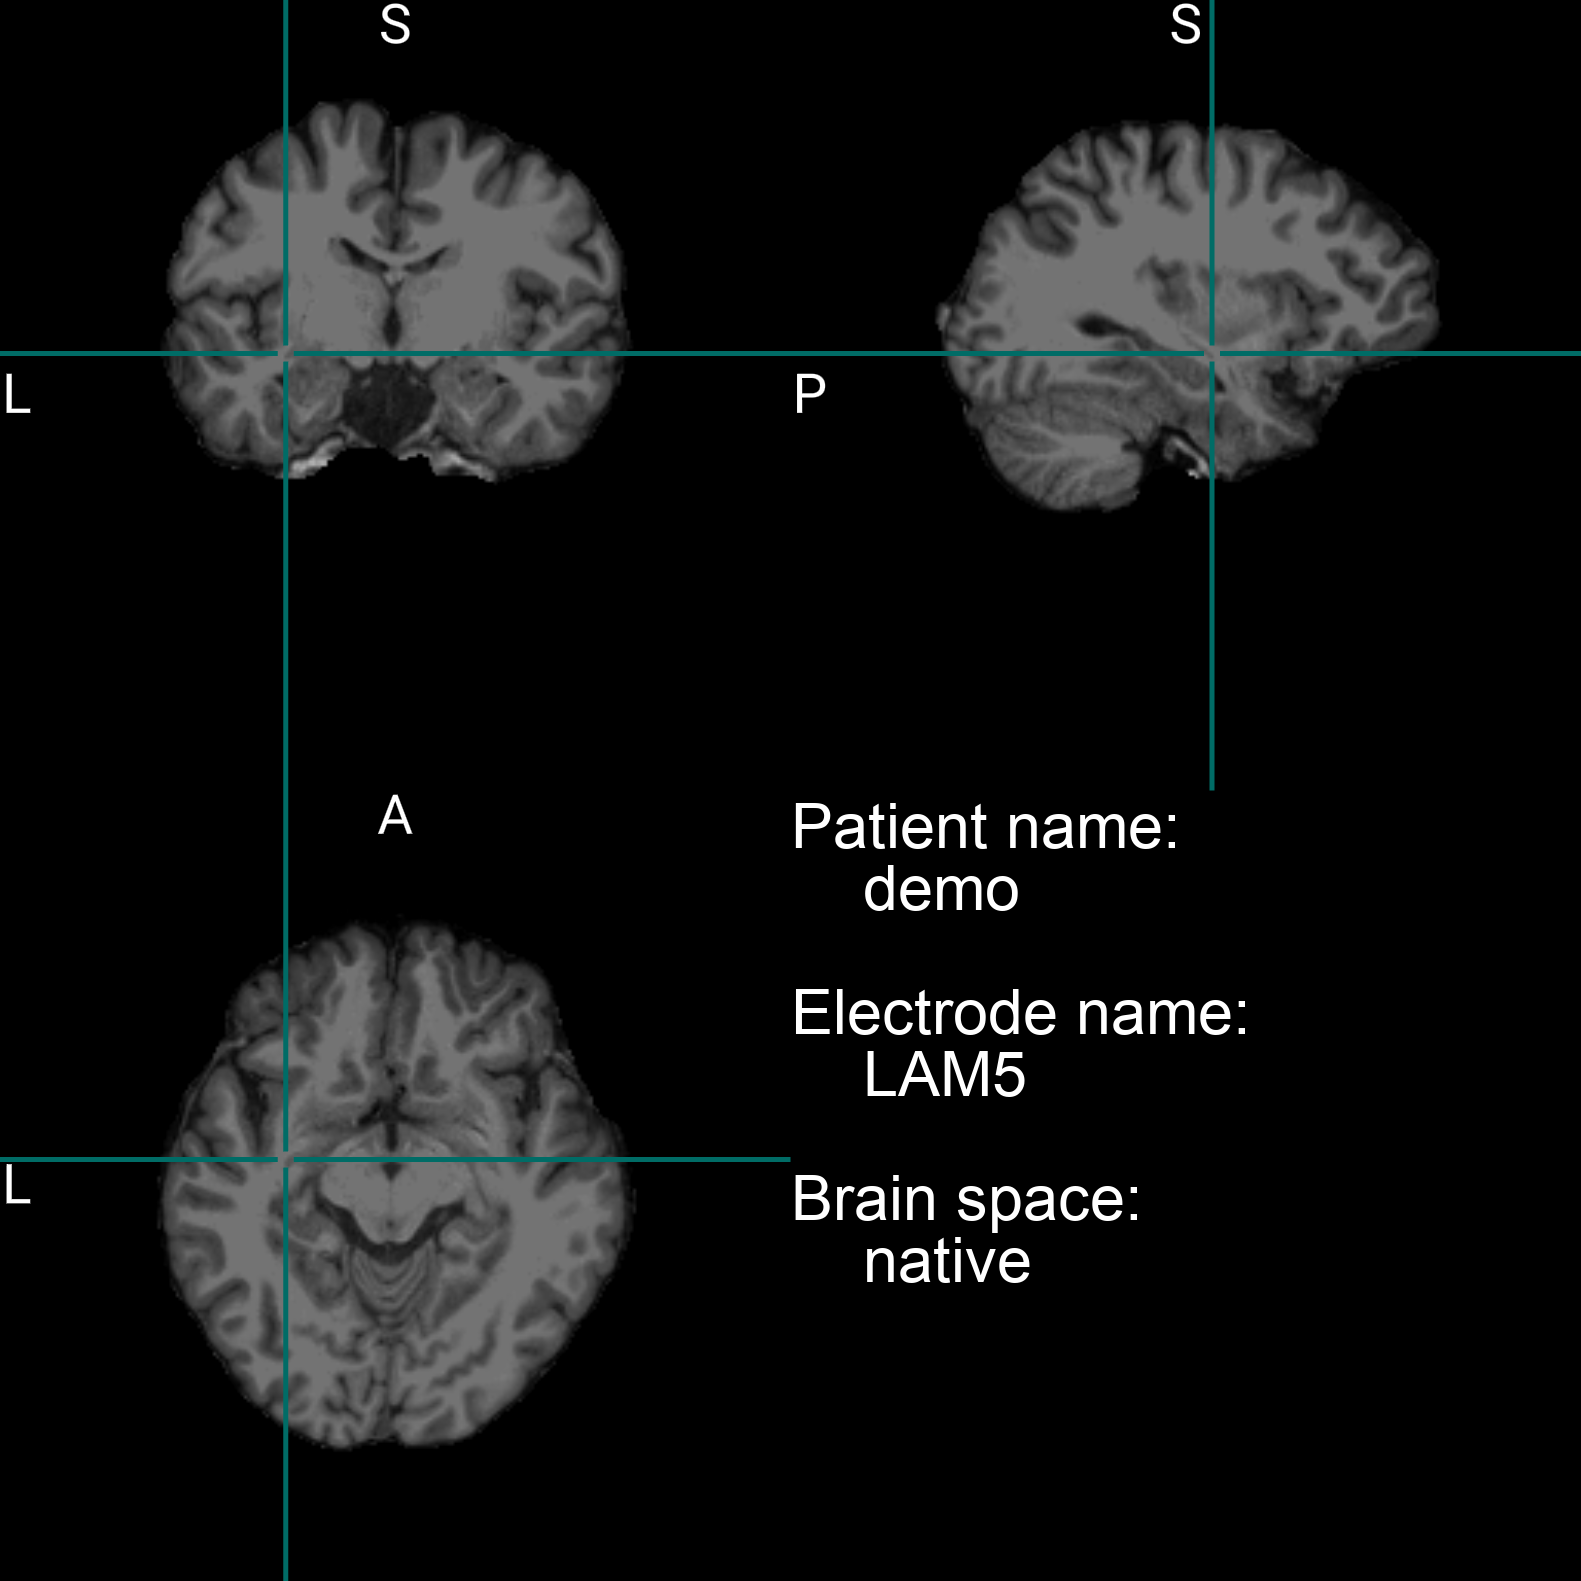 S
S
L
P
A
L
Patient name:
demo
Electrode name:
LAM5
Brain space:
native